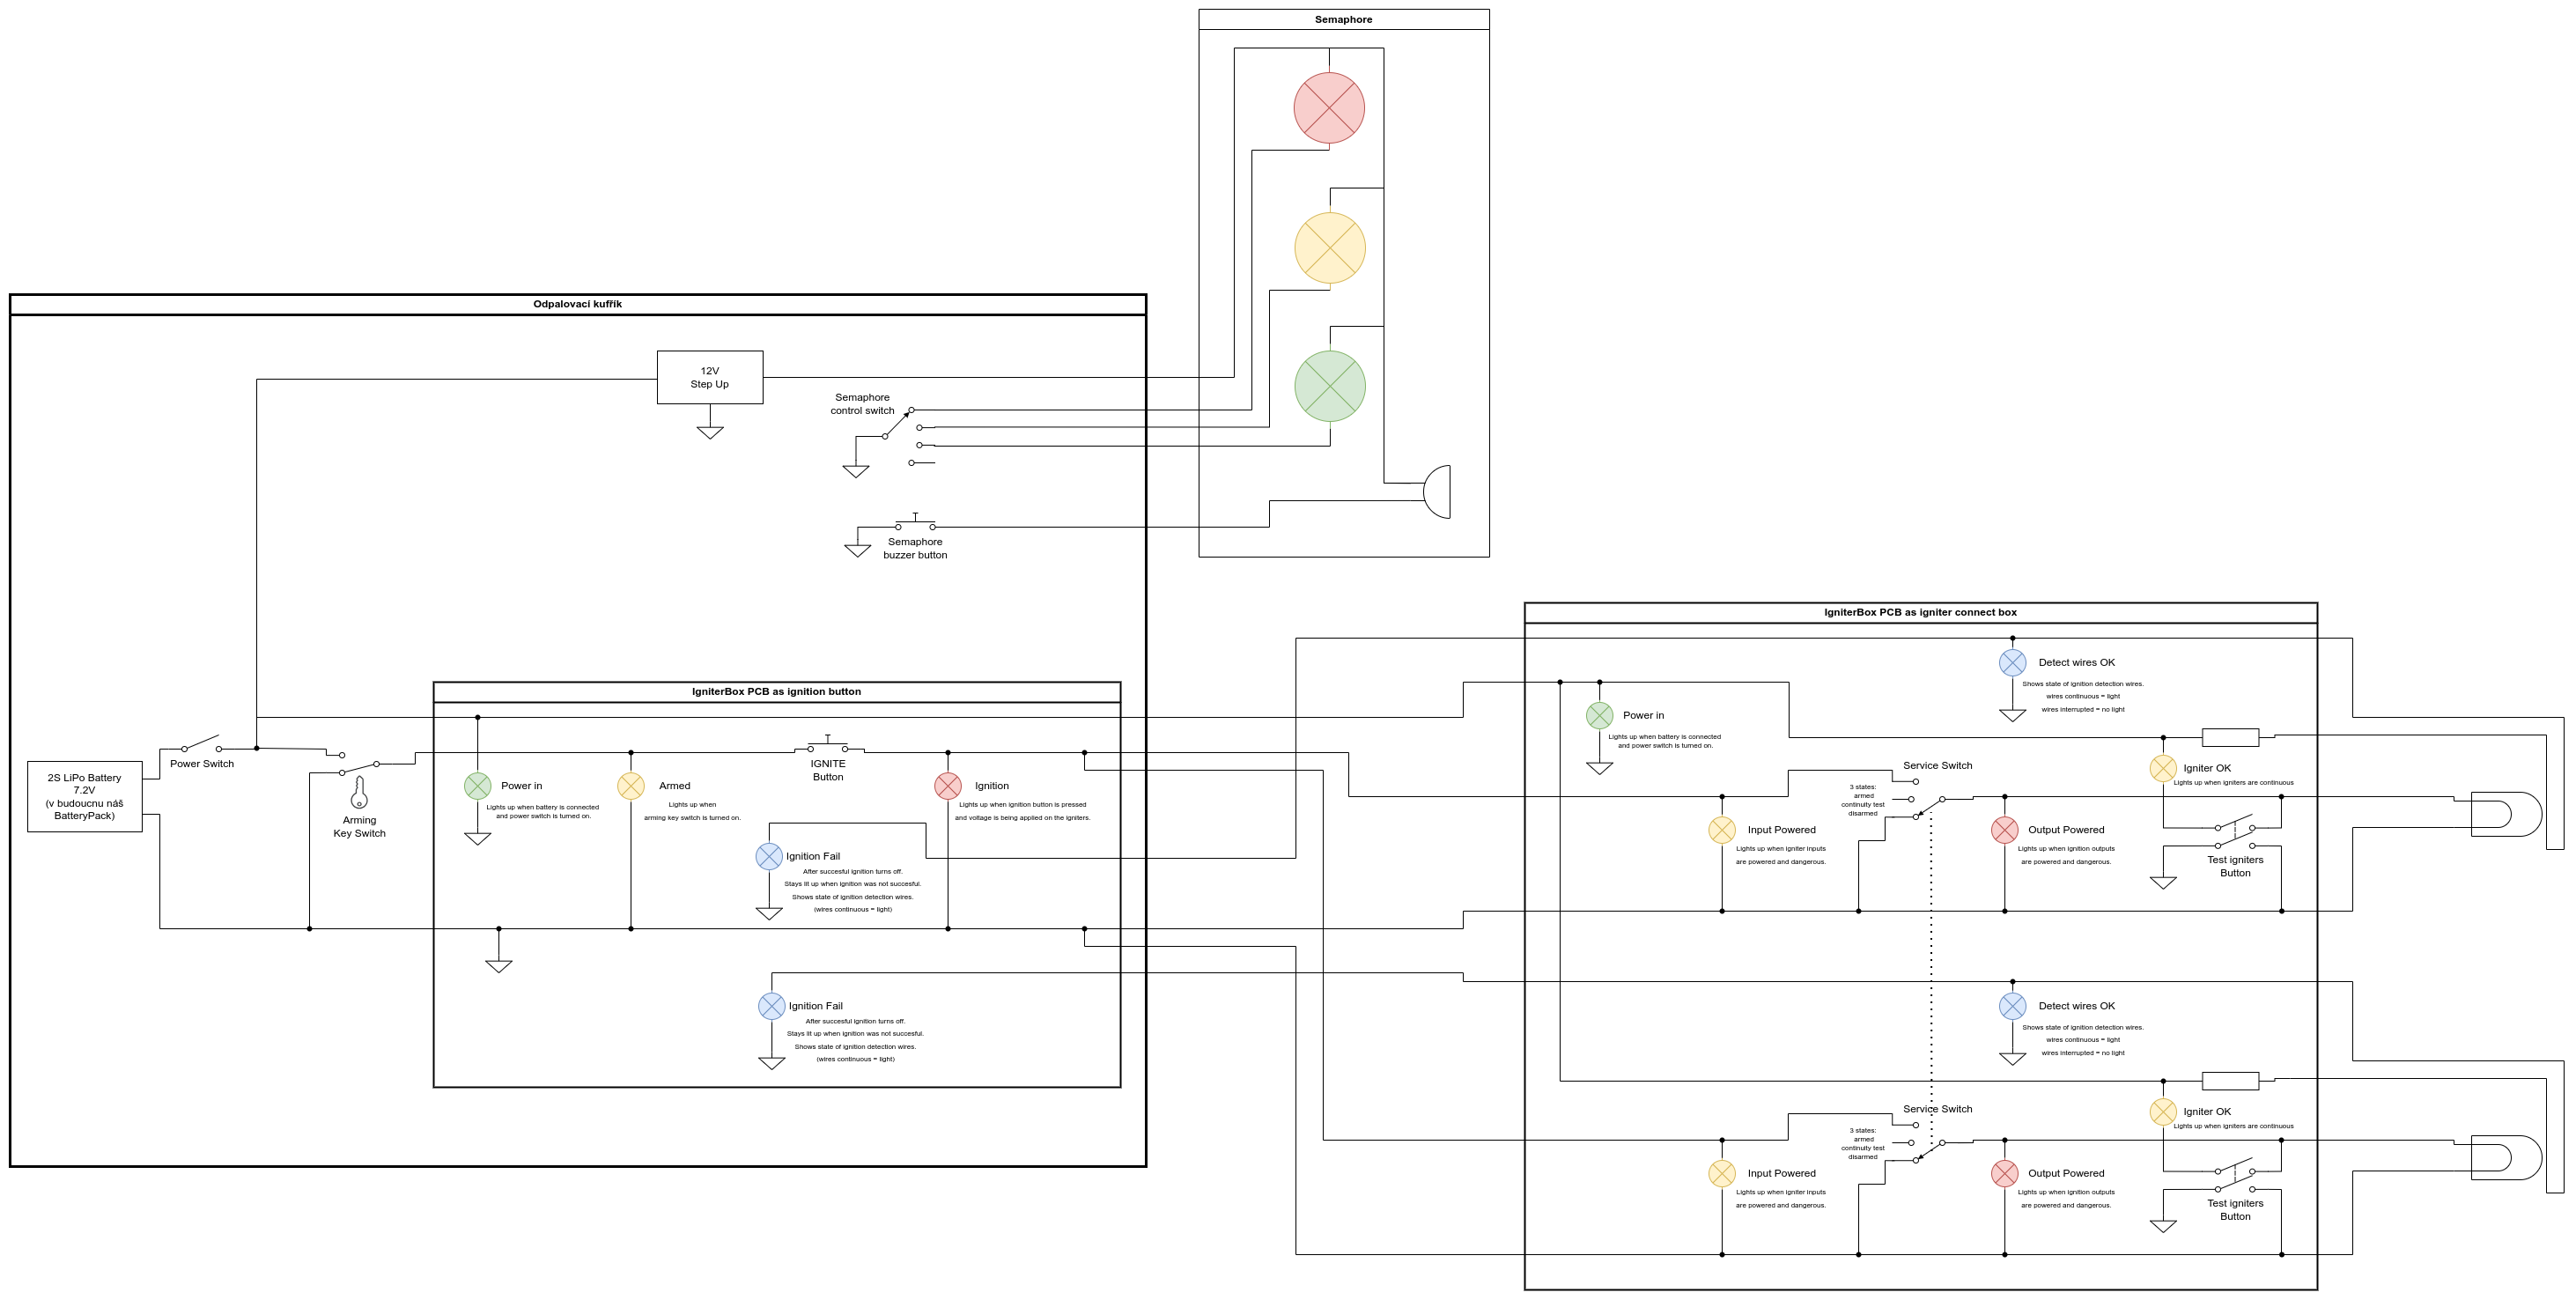 Semaphore
Odpalovací kufřík
12V
Step Up
Semaphore
control switch
Semaphore
buzzer button
2S LiPo Battery
7.2V
(v budoucnu náš
BatteryPack)
Power Switch
Arming
Key Switch
IgniterBox PCB as ignition button
Power in
Lights up when battery is connected
and power switch is turned on.
Armed
Lights up when
arming key switch is turned on.
IGNITE
Button
Ignition
Lights up when ignition button is pressed
and voltage is being applied on the igniters.
Ignition Fail
After succesful ignition turns off.
Stays lit up when ignition was not succesful.
Shows state of ignition detection wires.
(wires continuous = light)
Ignition Fail
After succesful ignition turns off.
Stays lit up when ignition was not succesful.
Shows state of ignition detection wires.
(wires continuous = light)
IgniterBox PCB as igniter connect box
Detect wires OK
Shows state of ignition detection wires.
wires continuous = light
wires interrupted = no light
Power in
Lights up when battery is connected
and power switch is turned on.
Service Switch
3 states:
armed
continuity test
disarmed
Igniter OK
Lights up when igniters are continuous
Input Powered
Lights up when igniter inputs
are powered and dangerous.
Output Powered
Lights up when ignition outputs
are powered and dangerous.
Test igniters
Button
Detect wires OK
Shows state of ignition detection wires.
wires continuous = light
wires interrupted = no light
Service Switch
3 states:
armed
continuity test
disarmed
Igniter OK
Lights up when igniters are continuous
Input Powered
Lights up when igniter inputs
are powered and dangerous.
Output Powered
Lights up when ignition outputs
are powered and dangerous.
Test igniters
Button